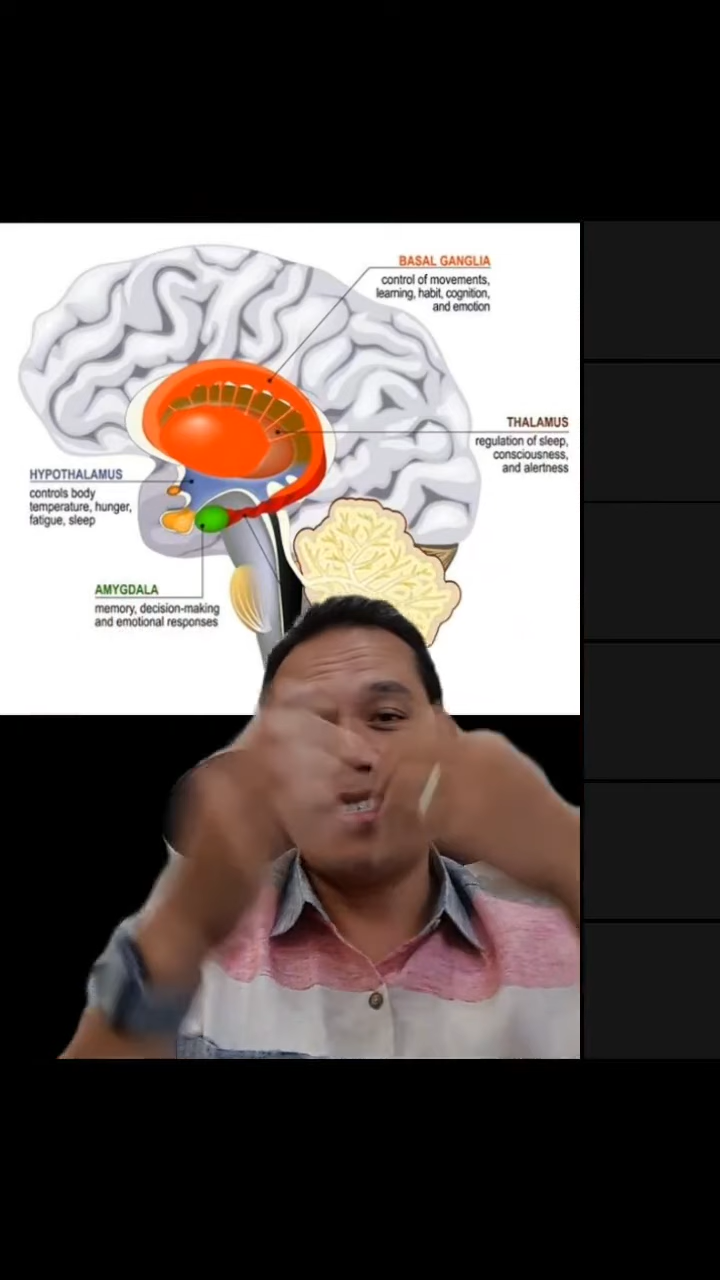 BASAL GANGLIA
control of movements,
learning, habit, cognition,
and emotion
THALAMUS
regulation of sleep,
consciousness,
and alertness
HYPOTHALAMUS
controls body
temperature, hunger,
fatigue, sleep
AMYGDALA
memory, decision-making
and emotional responses